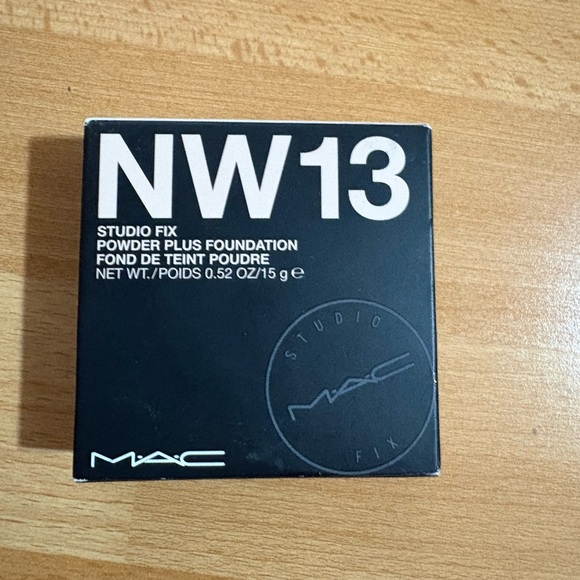 NW13
STUDIO FIX
POWDER PLUS FOUNDATION
FOND DE TEINT POUDRE
NET WT./POIDS 0.52 OZ/15 g ℮
STUDIO
M·A·C
FIX
M·A·C